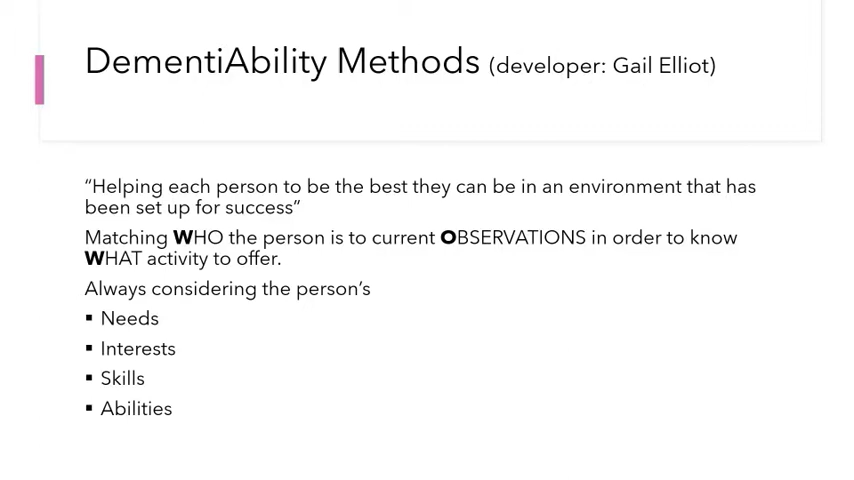 DementiAbility Methods (developer: Gail Elliot)
“Helping each person to be the best they can be in an environment that has
been set up for success”
Matching WHO the person is to current OBSERVATIONS in order to know
WHAT activity to offer.
Always considering the person’s
▪ Needs
▪ Interests
▪ Skills
▪ Abilities